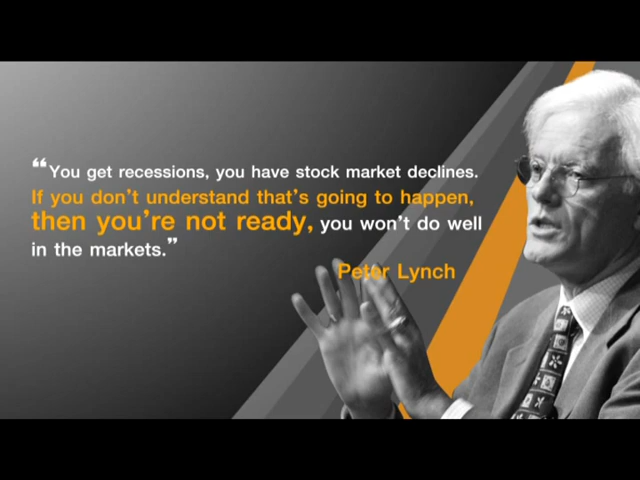 “You get recessions, you have stock market declines.
If you don’t understand that’s going to happen,
then you’re not ready, you won’t do well
in the markets.”
Peter Lynch